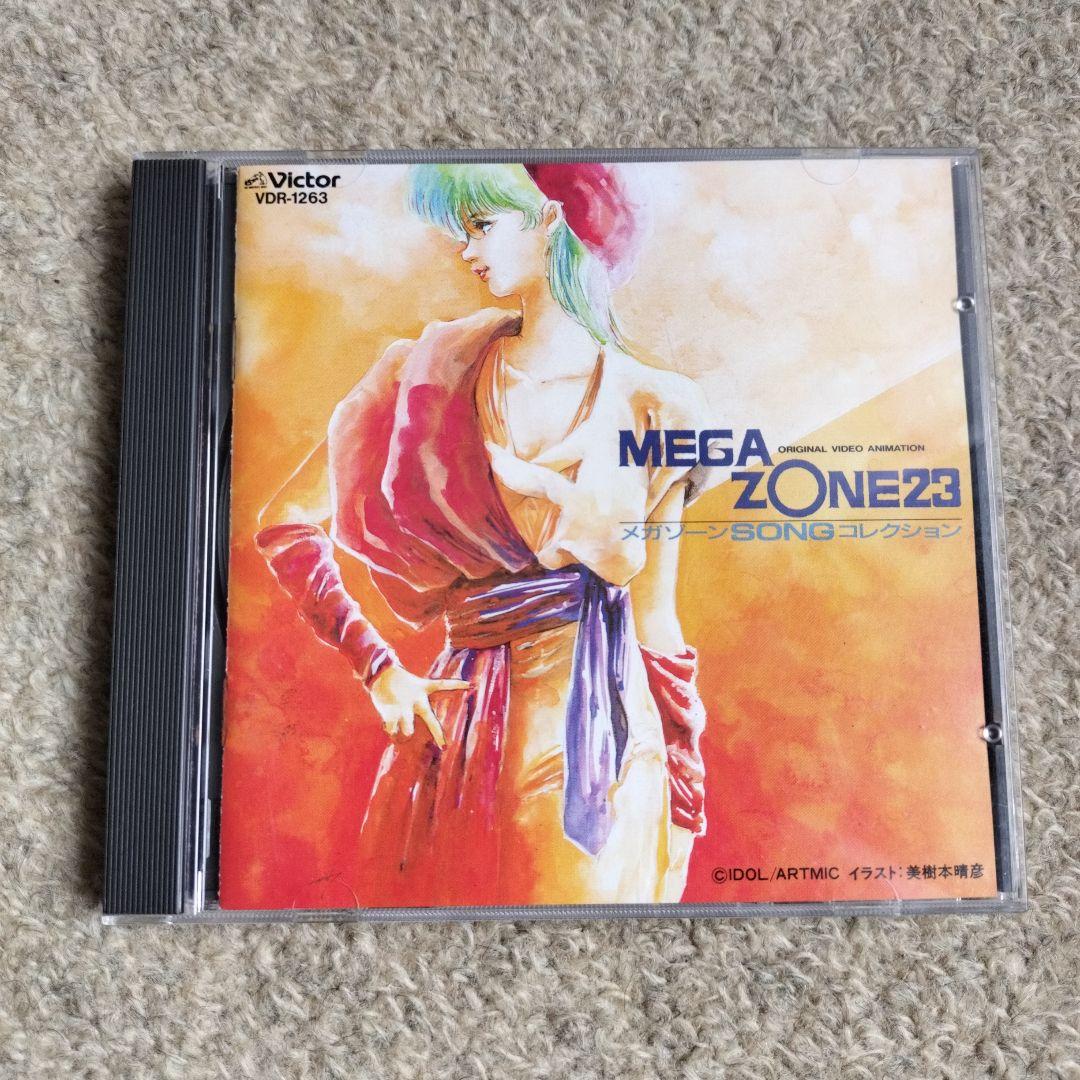 Victor
VDR-1263
MEGA
ORIGINAL VIDEO ANIMATION
ZONE23
メガゾーンSONGコレクション
©IDOL/ARTMIC イラスト:美樹本晴彦